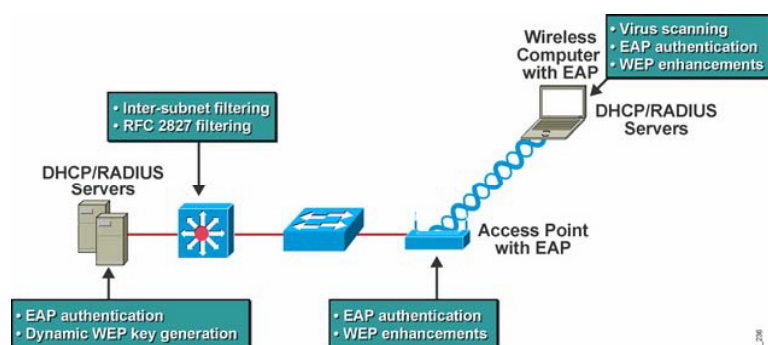 Wireless
Computer
with EAP
• Virus scanning
• EAP authentication
• WEP enhancements
DHCP/RADIUS
Servers
• Inter-subnet filtering
• RFC 2827 filtering
DHCP/RADIUS
Servers
Access Point
with EAP
• EAP authentication
• Dynamic WEP key generation
• EAP authentication
• WEP enhancements
_236